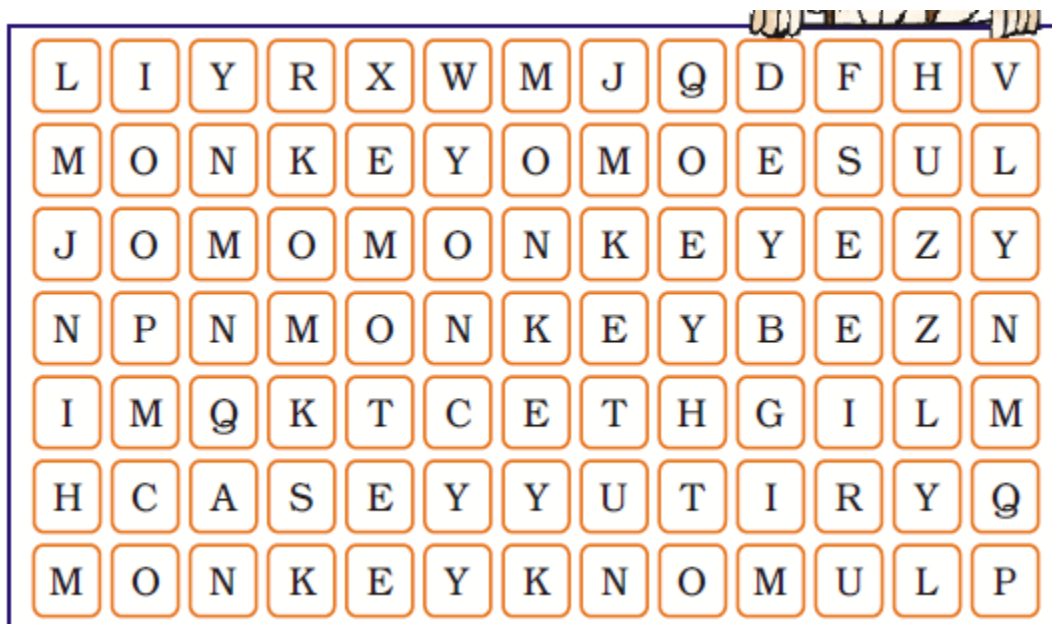 L I Y R X W M J Q D F H V
M O N K E Y O M O E S U L
J O M O M O N K E Y E Z Y
N P N M O N K E Y B E Z N
I M Q K T C E T H G I L M
H C A S E Y Y U T I R Y Q
M O N K E Y K N O M U L P